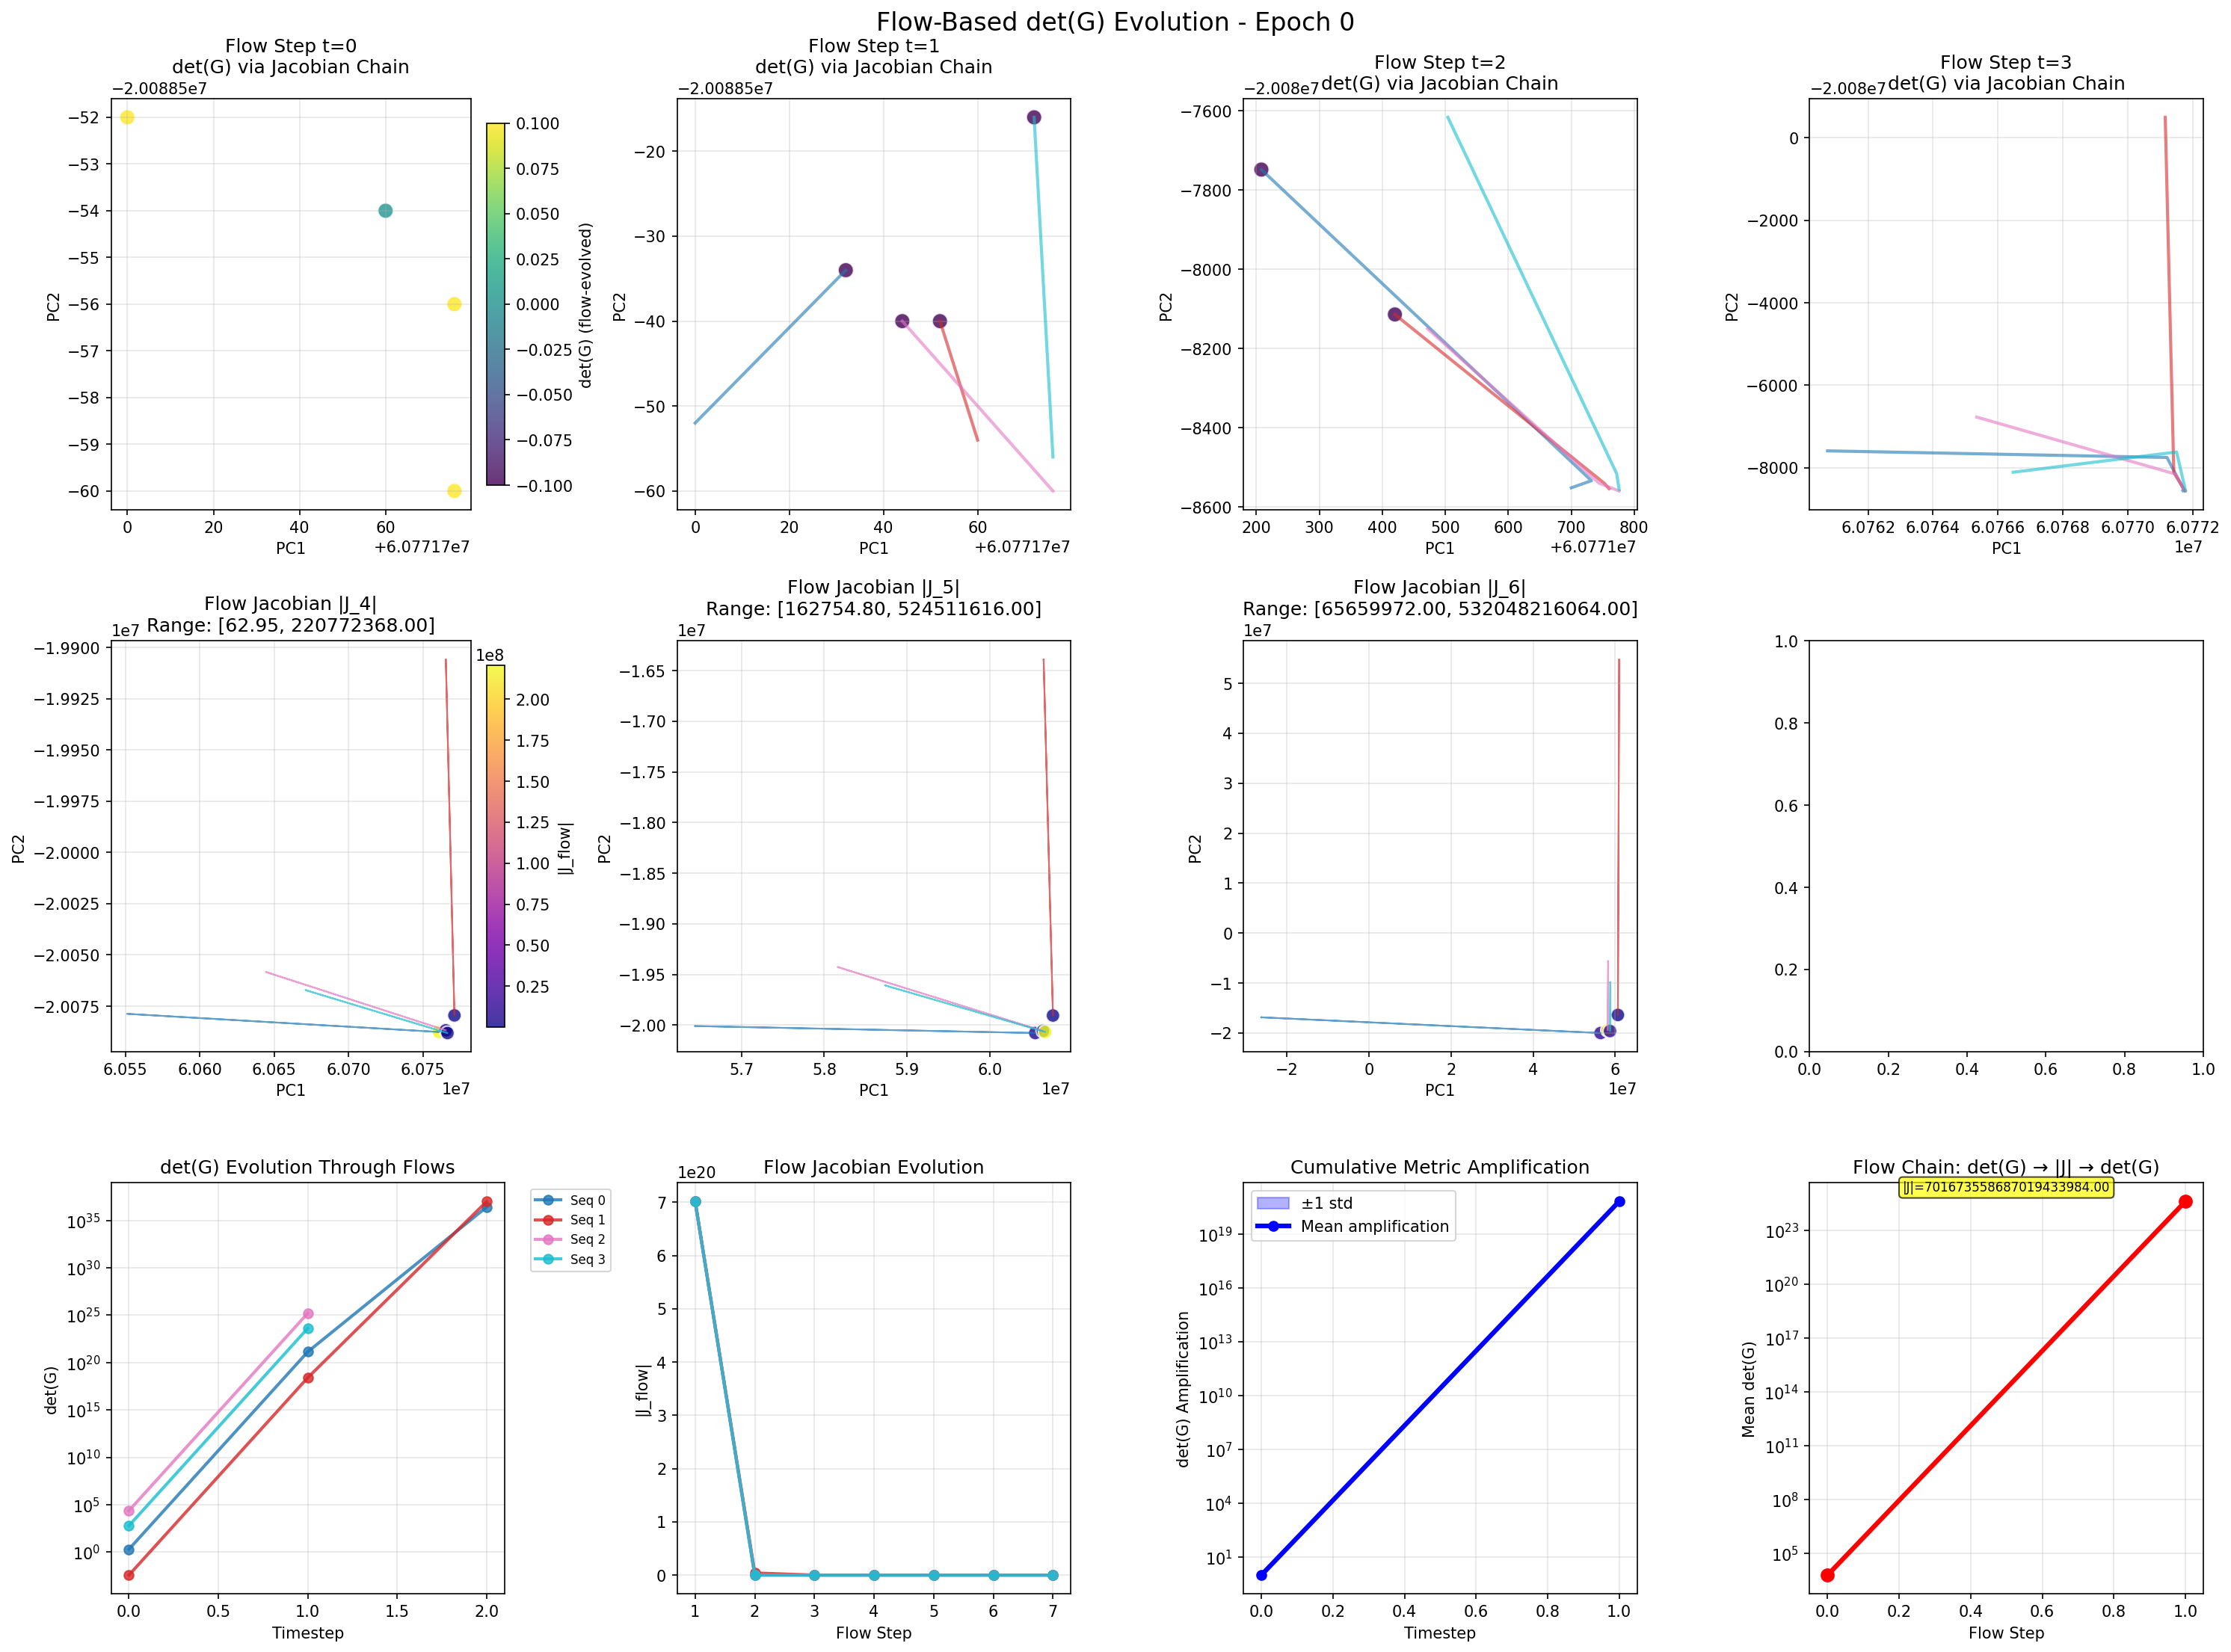 Flow-Based det(G) Evolution - Epoch 0
Flow Step t=0
det(G) via Jacobian Chain
−2.00885e7
−52
−53
−54
−55
−56
−57
−58
−59
−60
PC2
0
20
40
60
PC1
+6.07717e7
0.100
0.075
0.050
0.025
0.000
−0.025
−0.050
−0.075
−0.100
det(G) (flow-evolved)
Flow Step t=1
det(G) via Jacobian Chain
−2.00885e7
−20
−30
−40
−50
−60
PC2
0
20
40
60
PC1
+6.07717e7
Flow Step t=2
det(G) via Jacobian Chain
−2.008e7
−7600
−7800
−8000
−8200
−8400
−8600
PC2
200
300
400
500
600
700
800
PC1
+6.0771e7
Flow Step t=3
det(G) via Jacobian Chain
−2.008e7
0
−2000
−4000
−6000
−8000
PC2
6.0762
6.0764
6.0766
6.0768
6.0770
6.0772
PC1
1e7
Flow Jacobian |J_4|
Range: [62.95, 220772368.00]
1e7
−1.9900
−1.9925
−1.9950
−1.9975
−2.0000
−2.0025
−2.0050
−2.0075
PC2
6.055
6.060
6.065
6.070
6.075
PC1
1e7
1e8
2.00
1.75
1.50
1.25
1.00
0.75
0.50
0.25
|J_flow|
Flow Jacobian |J_5|
Range: [162754.80, 524511616.00]
1e7
−1.65
−1.70
−1.75
−1.80
−1.85
−1.90
−1.95
−2.00
PC2
5.7
5.8
5.9
6.0
PC1
1e7
Flow Jacobian |J_6|
Range: [65659972.00, 532048216064.00]
1e7
5
4
3
2
1
0
−1
−2
PC2
−2
0
2
4
6
PC1
1e7
1.0
0.8
0.6
0.4
0.2
0.0
0.0
0.2
0.4
0.6
0.8
1.0
det(G) Evolution Through Flows
10^35
10^30
10^25
10^20
10^15
10^10
10^5
10^0
det(G)
0.0
0.5
1.0
1.5
2.0
Timestep
Seq 0
Seq 1
Seq 2
Seq 3
Flow Jacobian Evolution
1e20
7
6
5
4
3
2
1
0
|J_flow|
1
2
3
4
5
6
7
Flow Step
Cumulative Metric Amplification
±1 std
Mean amplification
10^19
10^16
10^13
10^10
10^7
10^4
10^1
det(G) Amplification
0.0
0.2
0.4
0.6
0.8
1.0
Timestep
Flow Chain: det(G) → |J| → det(G)
|J|=701673558687019433984.00
10^23
10^20
10^17
10^14
10^11
10^8
10^5
Mean det(G)
0.0
0.2
0.4
0.6
0.8
1.0
Flow Step